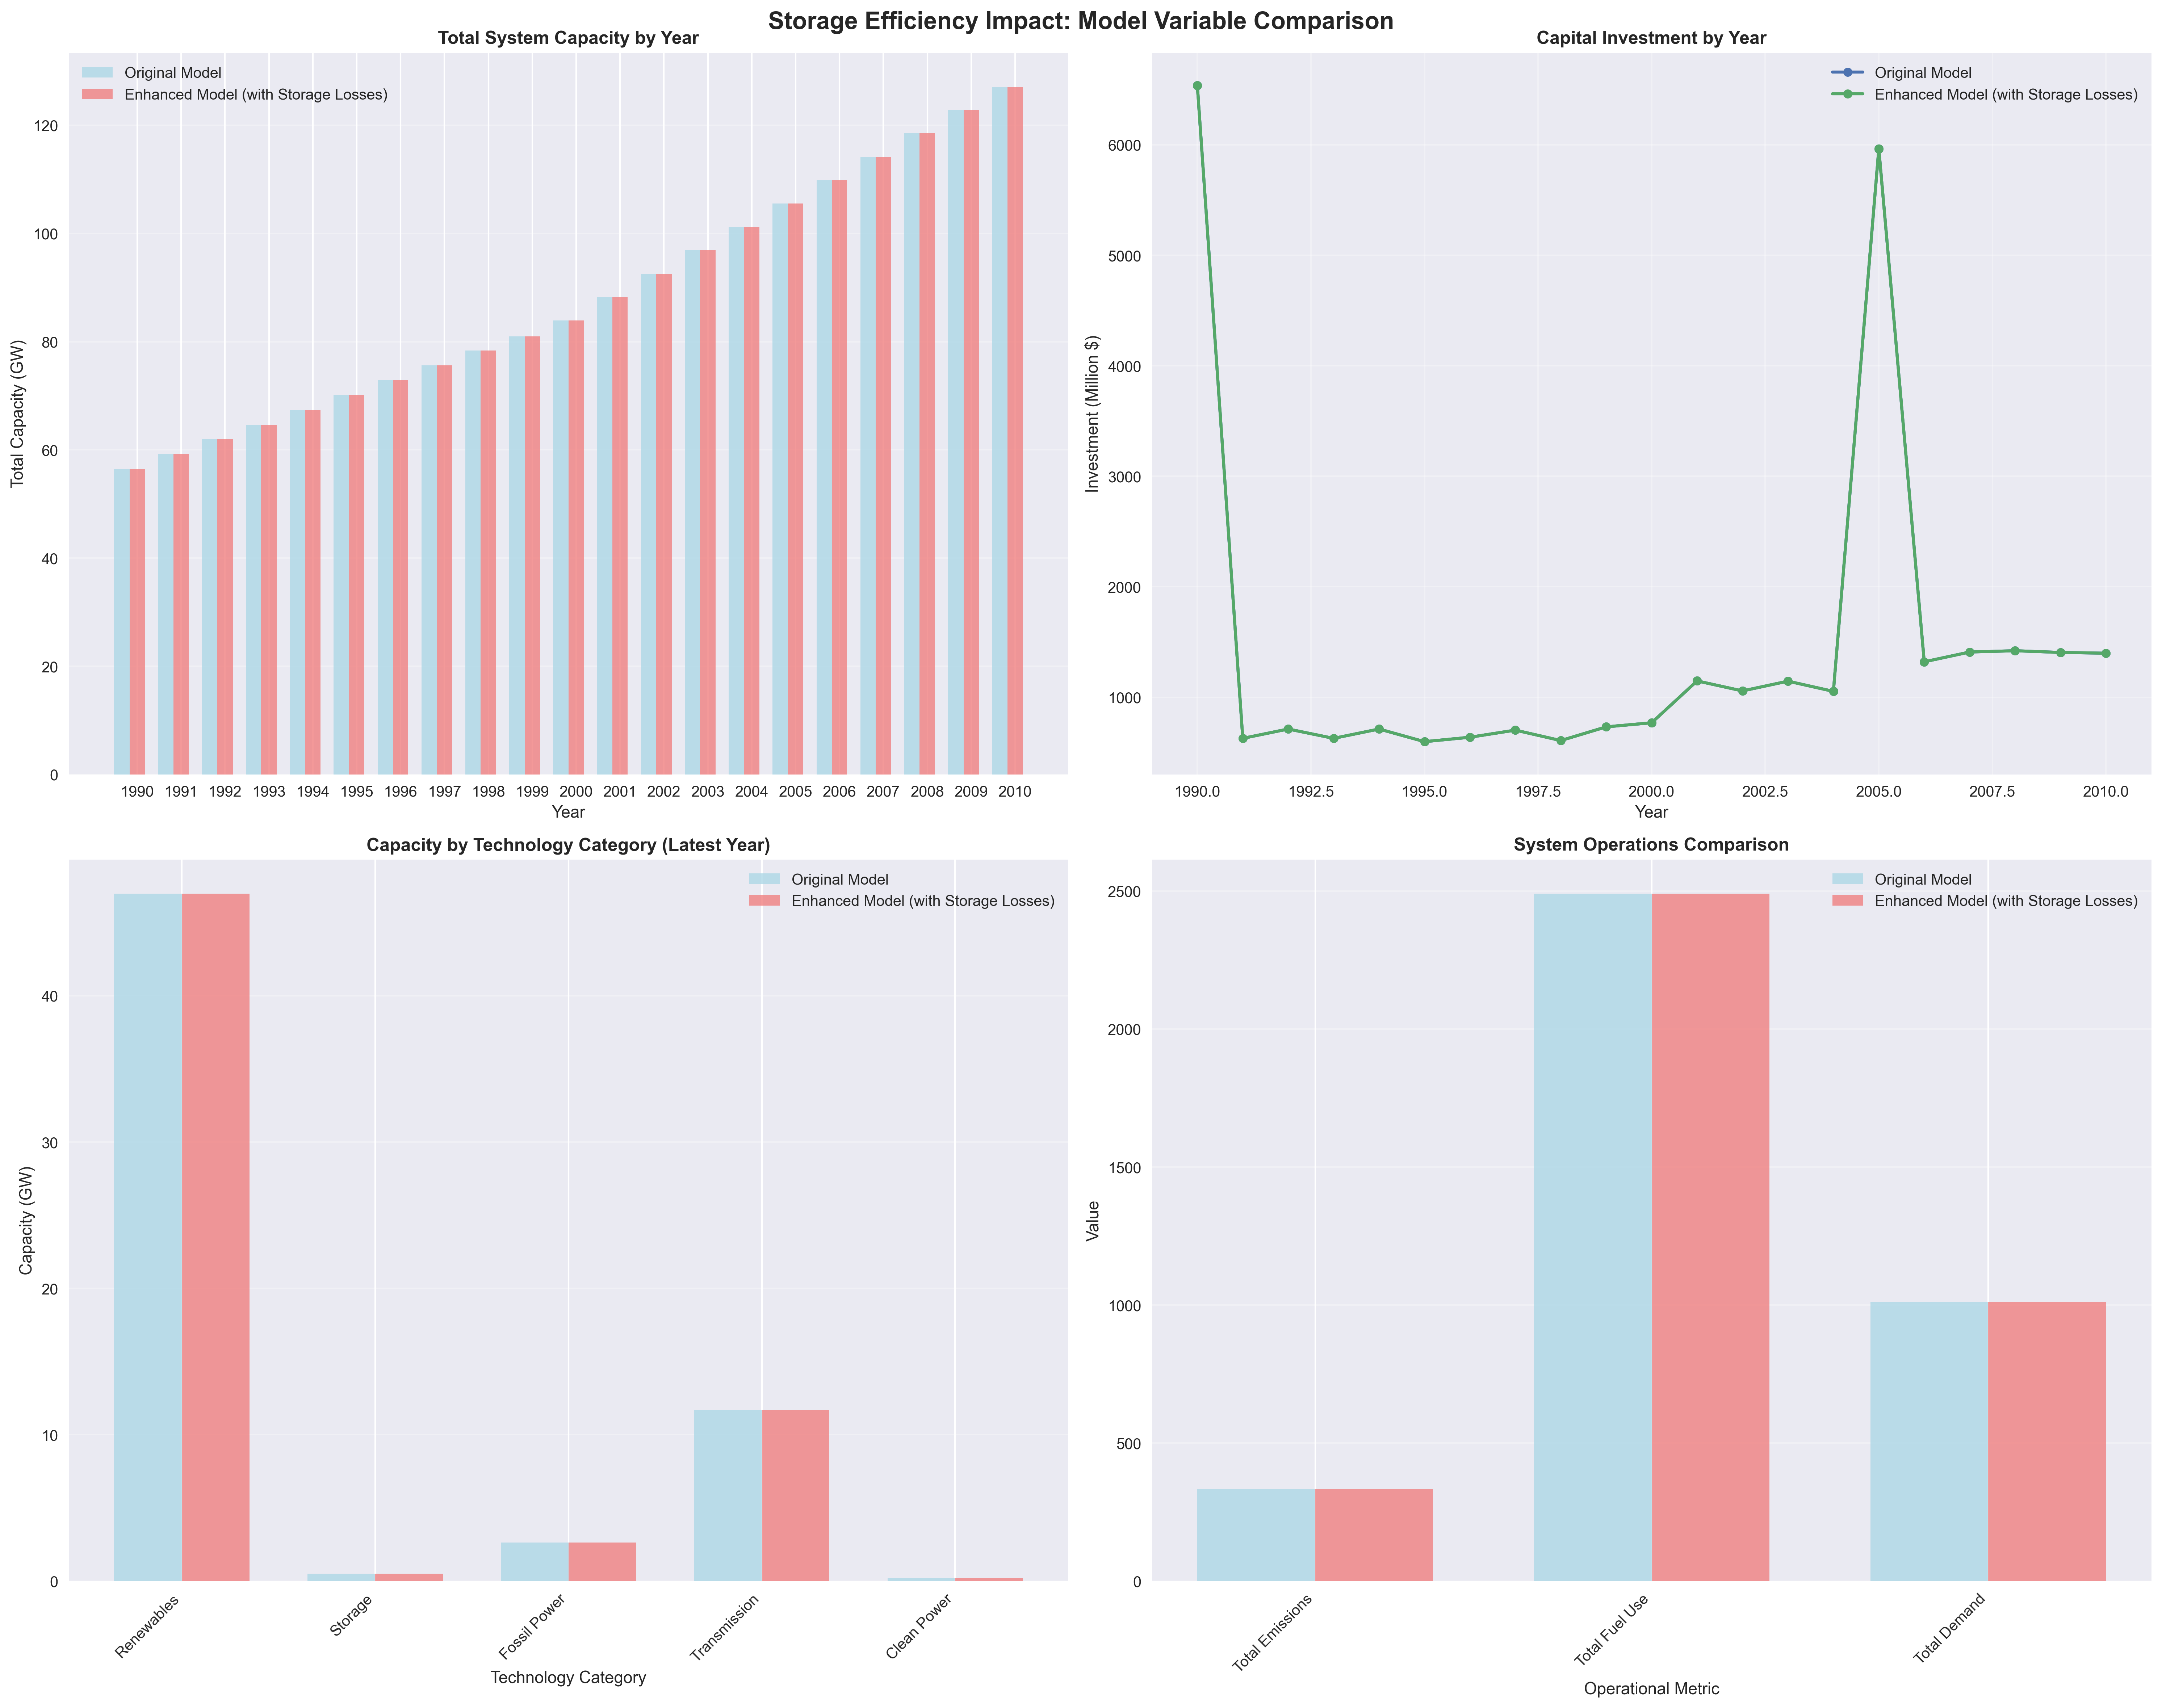 Storage Efficiency Impact: Model Variable Comparison
Total System Capacity by Year
Original Model
Enhanced Model (with Storage Losses)
Total Capacity (GW)
120
100
80
60
40
20
0
1990 1991 1992 1993 1994 1995 1996 1997 1998 1999 2000 2001 2002 2003 2004 2005 2006 2007 2008 2009 2010
Year
Capital Investment by Year
Original Model
Enhanced Model (with Storage Losses)
Investment (Million $)
6000
5000
4000
3000
2000
1000
1990.0 1992.5 1995.0 1997.5 2000.0 2002.5 2005.0 2007.5 2010.0
Year
Capacity by Technology Category (Latest Year)
Original Model
Enhanced Model (with Storage Losses)
Capacity (GW)
40
30
20
10
0
Renewables
Storage
Fossil Power
Transmission
Clean Power
Technology Category
System Operations Comparison
Original Model
Enhanced Model (with Storage Losses)
Value
2500
2000
1500
1000
500
0
Total Emissions
Total Fuel Use
Total Demand
Operational Metric